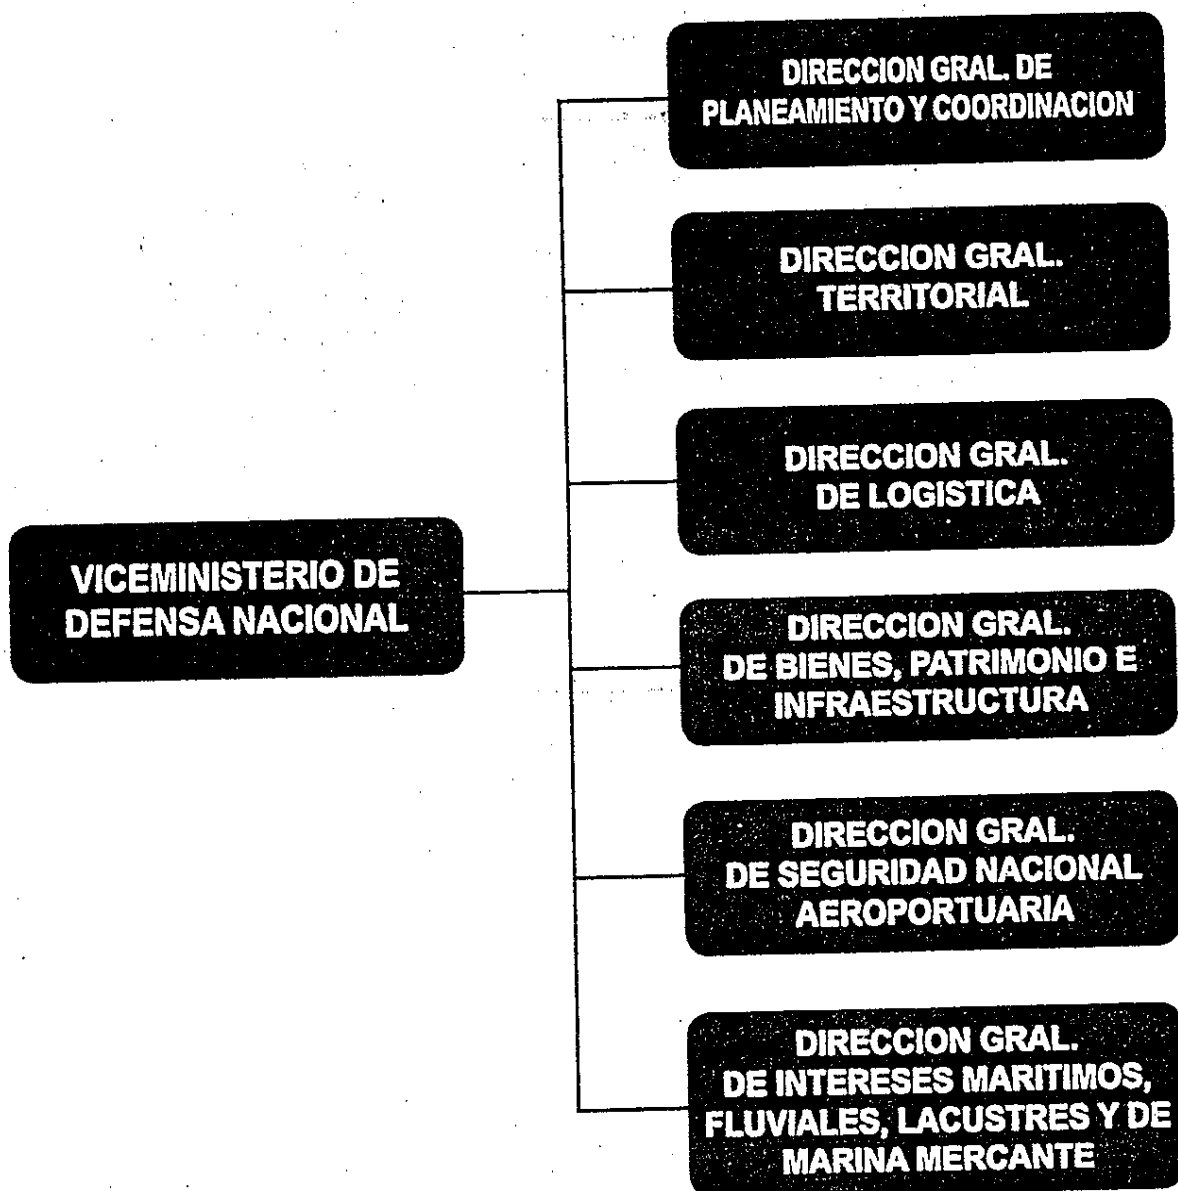 DIRECCION GRAL. DE
PLANEAMIENTO Y COORDINACION
DIRECCION GRAL.
TERRITORIAL
DIRECCION GRAL.
DE LOGISTICA
VICEMINISTERIO DE
DEFENSA NACIONAL
DIRECCION GRAL.
DE BIENES, PATRIMONIO E
INFRAESTRUCTURA
DIRECCION GRAL.
DE SEGURIDAD NACIONAL
AEROPORTUARIA
DIRECCION GRAL.
DE INTERESES MARITIMOS,
FLUVIALES, LACUSTRES Y DE
MARINA MERCANTE